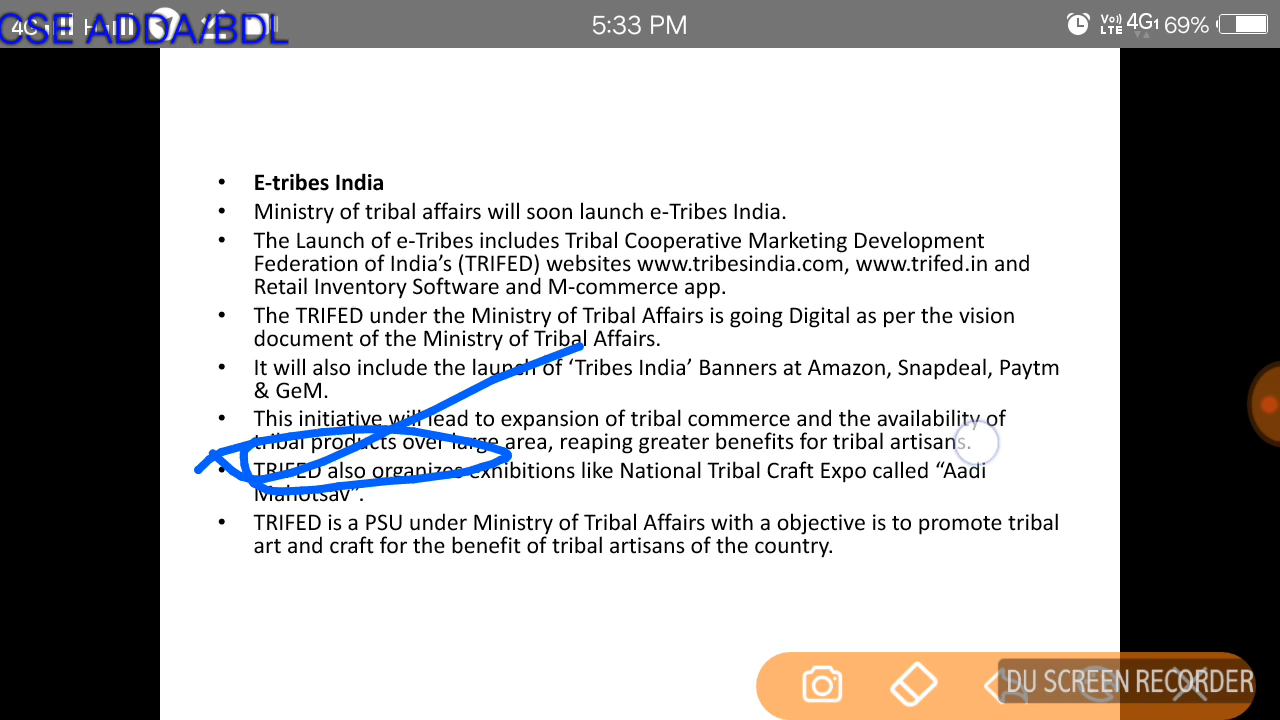 4G
CSE ADDA/BDL
5:33 PM
Vo) LTE 4G1 69%
• E-tribes India
• Ministry of tribal affairs will soon launch e-Tribes India.
• The Launch of e-Tribes includes Tribal Cooperative Marketing Development
Federation of India's (TRIFED) websites www.tribesindia.com, www.trifed.in and
Retail Inventory Software and M-commerce app.
• The TRIFED under the Ministry of Tribal Affairs is going Digital as per the vision
document of the Ministry of Tribal Affairs.
• It will also include the launch of ‘Tribes India’ Banners at Amazon, Snapdeal, Paytm
& GeM.
• This initiative will lead to expansion of tribal commerce and the availability of
tribal products over large area, reaping greater benefits for tribal artisans.
• TRIFED also organizes exhibitions like National Tribal Craft Expo called “Aadi
Mahotsav”.
• TRIFED is a PSU under Ministry of Tribal Affairs with a objective is to promote tribal
art and craft for the benefit of tribal artisans of the country.
DU SCREEN RECORDER